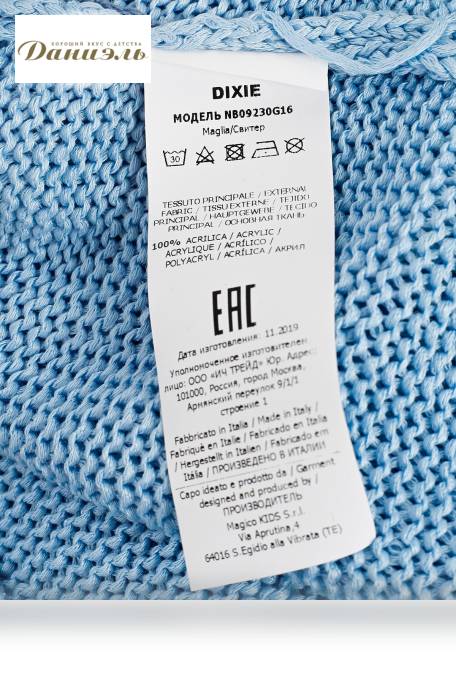 ХОРОШИЙ ВКУС С ДЕТСТВА
Даниэль
DIXIE
МОДЕЛЬ NB09230G16
Maglia/Свитер
30
TESSUTO PRINCIPALE / EXTERNAL
FABRIC / TISSU EXTERNE / TEJIDO
PRINCIPAL / HAUPTGEWEBE / TECIDO
PRINCIPAL / ОСНОВНАЯ ТКАНЬ
100% ACRILICA / ACRYLIC /
ACRYLIQUE / ACRÍLICO /
POLYACRYL / ACRÍLICA / АКРИЛ
EAC
Дата изготовления: 11.2019
Уполномоченное изготовителем
лицо: ООО «ИЧ ТРЕЙД» Юр. Адрес:
101000, Россия, город Москва,
Армянский переулок 9/1/1
строение 1
Fabbricato in Italia / Made in Italy /
Fabriqué en Italie / Fabricado en Italia
/ Hergestellt in Italien / Fabricado em
Itália / ПРОИЗВЕДЕНО В ИТАЛИИ
Capo ideato e prodotto da / Garment
designed and produced by /
ПРОИЗВОДИТЕЛЬ
Magico KIDS S.r.l.
Via Aprutina,4
64016 S.Egidio alla Vibrata (TE)